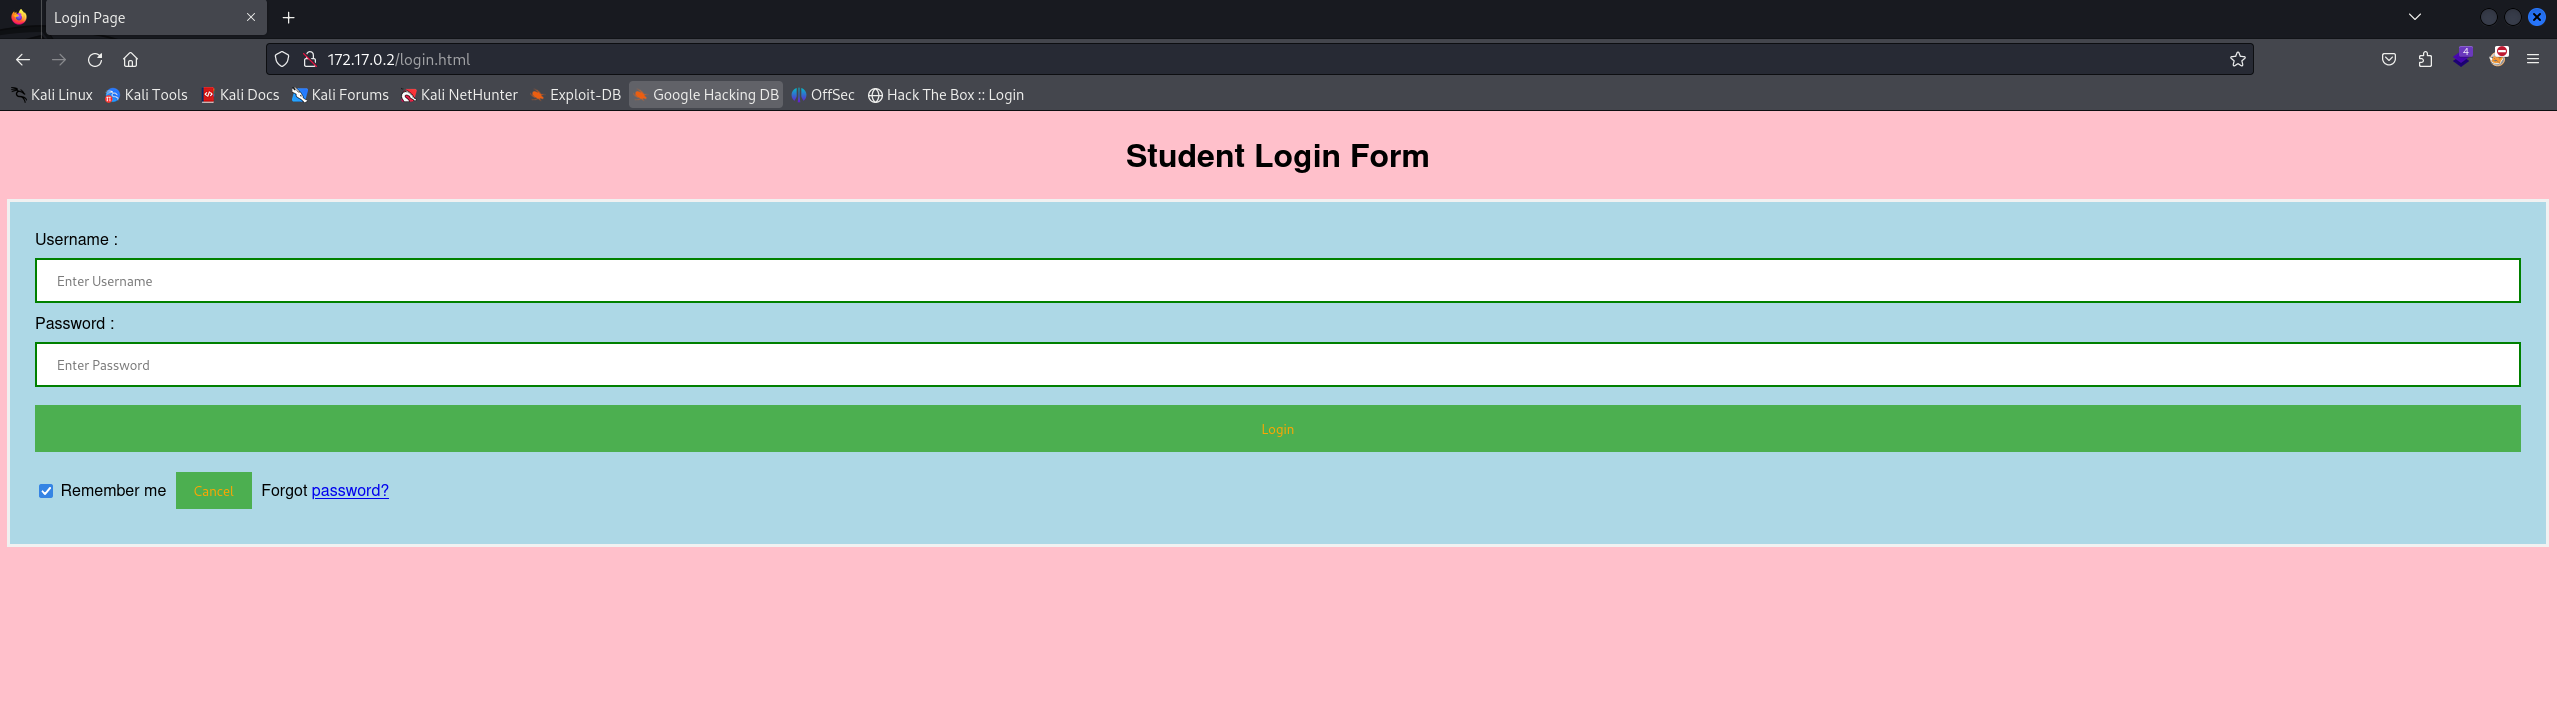 Login Page
172.17.0.2/login.html
4
Kali Linux Kali Tools Kali Docs Kali Forums Kali NetHunter Exploit-DB Google Hacking DB OffSec Hack The Box :: Login
Student Login Form
Username :
Enter Username
Password :
Enter Password
Login
Remember me Cancel Forgot password?